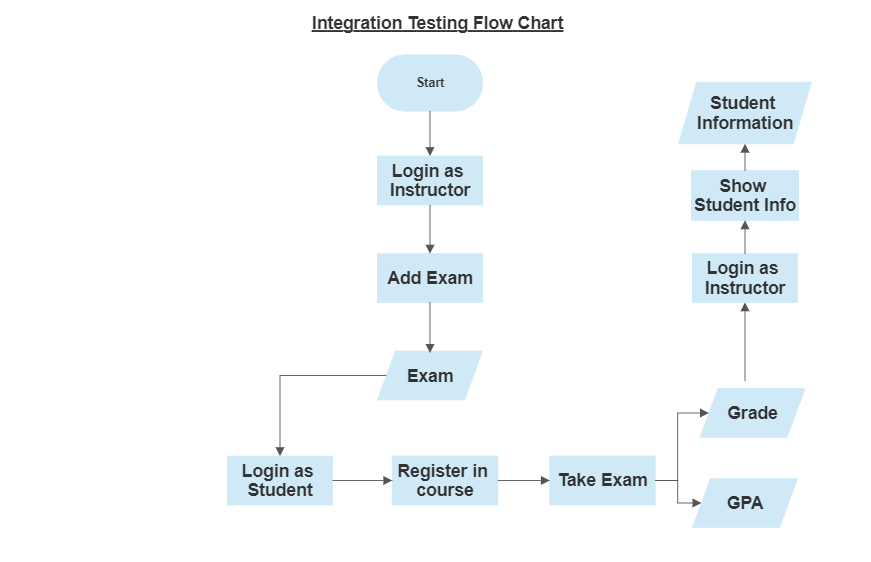 Integration Testing Flow Chart
Start
Login as
Instructor
Add Exam
Exam
Login as
Student
Register in
course
Take Exam
Grade
GPA
Login as
Instructor
Show
Student Info
Student
Information